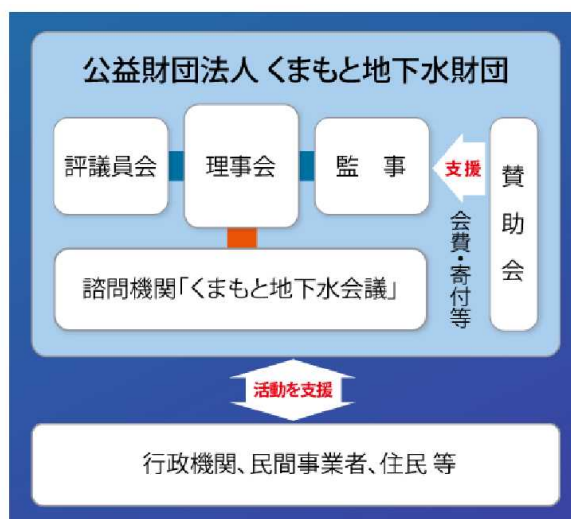 公益財団法人 くまもと地下水財団
評議員会
理事会
監　事
支援
会費・寄付等
賛助会
諮問機関「くまもと地下水会議」
活動を支援
行政機関、民間事業者、住民 等